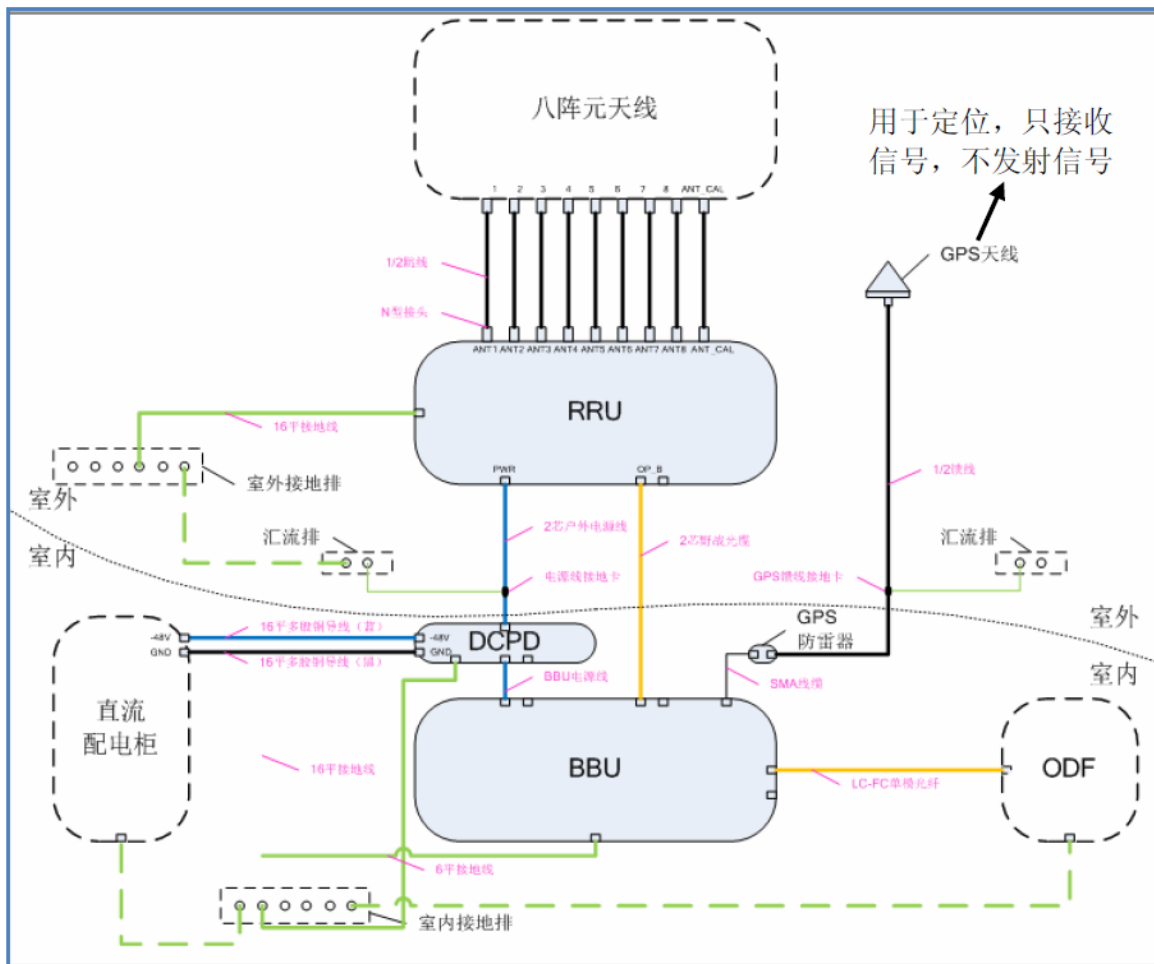 八阵元天线
用于定位，只接收
信号，不发射信号
1 2 3 4 5 6 7 8 ANT_CAL
GPS天线
1/2跳线
N型接头
ANT1 ANT2 ANT3 ANT4 ANT5 ANT6 ANT7 ANT8 ANT_CAL
RRU
16平接地线
PWR OP_B
室外接地排
1/2馈线
室外
2芯户外电源线
2芯野战光缆
汇流排
汇流排
室内
电源线接地卡
GPS馈线接地卡
-48V 16平多股铜导线（蓝） -48V
GND 16平多股铜导线（黑） GND
DCPD
GPS
防雷器
室外
室内
BBU电源线
SMA线缆
直流
配电柜
16平接地线
BBU
ODF
LC-FC单模光纤
6平接地线
室内接地排